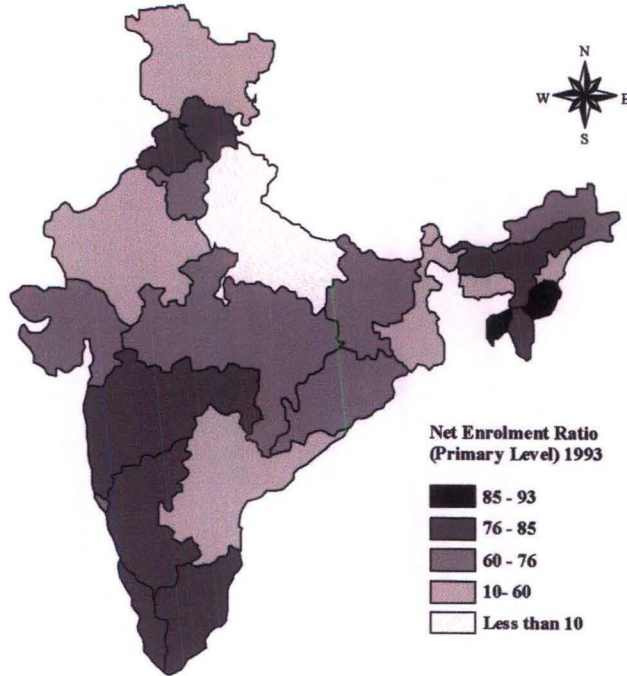 N
W E
S
Net Enrolment Ratio
(Primary Level) 1993
85 - 93
76 - 85
60 - 76
10- 60
Less than 10